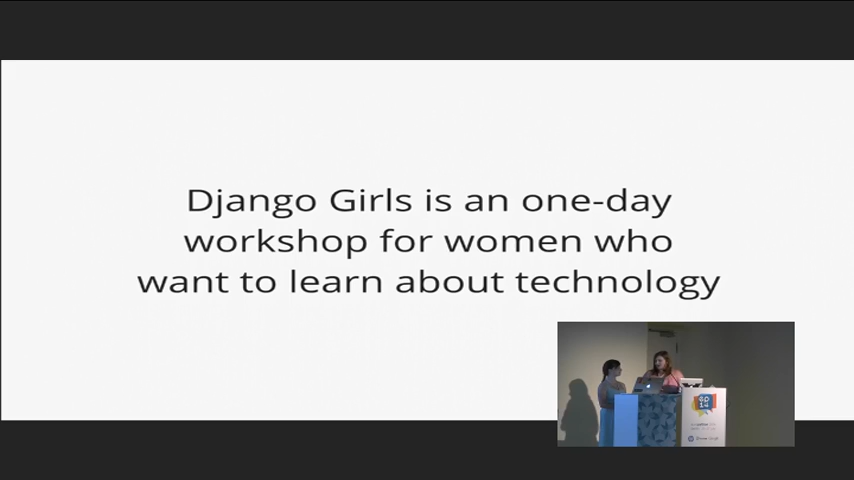 Django Girls is an one-day
workshop for women who
want to learn about technology